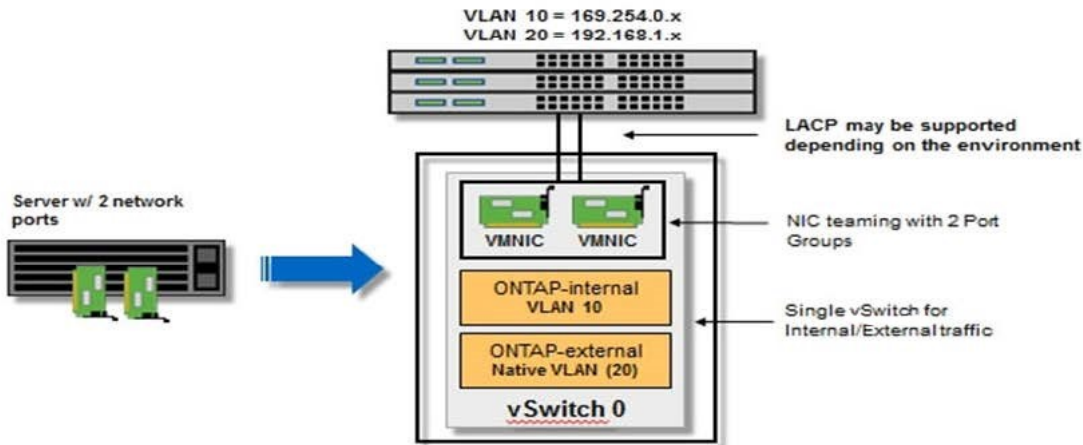 VLAN 10 = 169.254.0.x
VLAN 20 = 192.168.1.x
LACP may be supported
depending on the environment
Server w/ 2 network
ports
VMNIC VMNIC
NIC teaming with 2 Port
Groups
ONTAP-internal
VLAN 10
Single vSwitch for
Internal/External traffic
ONTAP-external
Native VLAN (20)
vSwitch 0